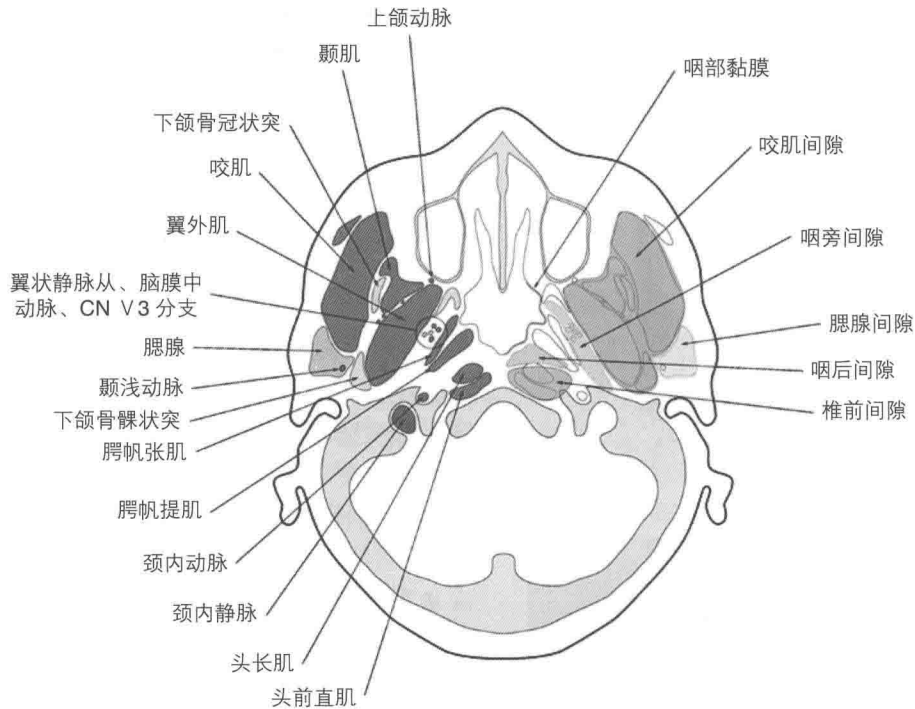 上颌动脉
颞肌
咽部黏膜
下颌骨冠状突
咬肌间隙
咬肌
翼外肌
咽旁间隙
翼状静脉从、脑膜中
动脉、CN V3 分支
腮腺间隙
腮腺
咽后间隙
颞浅动脉
椎前间隙
下颌骨髁状突
腭帆张肌
腭帆提肌
颈内动脉
颈内静脉
头长肌
头前直肌